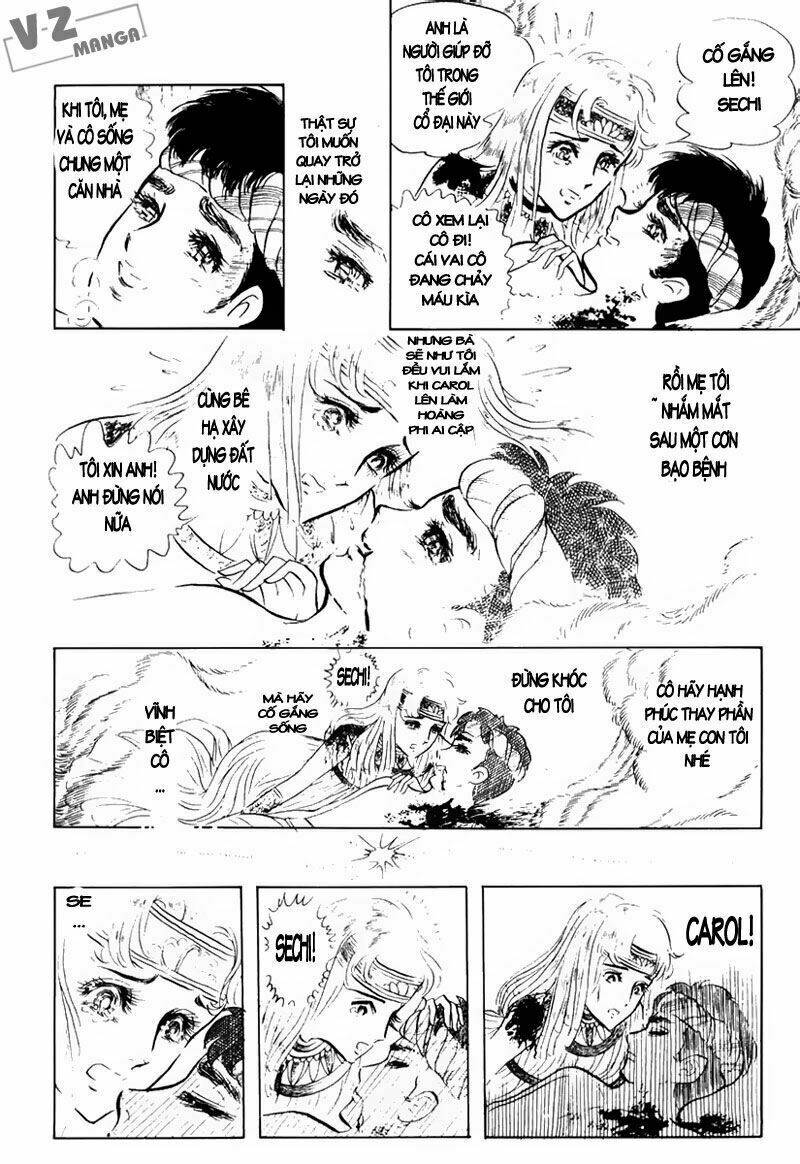 V-Z
MANGA
CỐ GẮNG
LÊN!
SECHI
ANH LÀ
NGƯỜI GIÚP ĐỠ
TÔI TRONG
THẾ GIỚI
CỔ ĐẠI NÀY
CÔ XEM LẠI
CÔ ĐI!
CÁI VAI CÔ
ĐANG CHẢY
MÁU KÌA
THẬT SỰ
TÔI MUỐN
QUAY TRỞ
LẠI NHỮNG
NGÀY ĐÓ
KHI TÔI, MẸ
VÀ CÔ SỐNG
CHUNG MỘT
CĂN NHÀ
RỒI MẸ TÔI
NHẮM MẮT
SAU MỘT CƠN
BẠO BỆNH
NHƯNG BÀ
SẼ NHƯ TÔI
ĐỀU VUI LẮM
KHI CAROL
LÊN LÀM
HOÀNG
PHI AI CẬP
CÙNG BỆ
HẠ XÂY
DỰNG ĐẤT
NƯỚC
TÔI XIN ANH!
ANH ĐỪNG NÓI
NỮA
CÔ HÃY HẠNH
PHÚC THAY PHẦN
CỦA MẸ CON TÔI
NHÉ
ĐỪNG KHÓC
CHO TÔI
SECHI!
MÀ HÃY
CỐ GẮNG
SỐNG
VĨNH
BIỆT
CÔ
...
CAROL!
SECHI!
SE
...